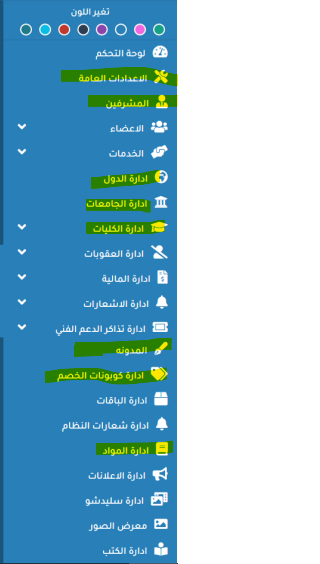 تغير اللون
لوحة التحكم
الاعدادات العامة
المشرفين
الاعضاء
الخدمات
ادارة الدول
ادارة الجامعات
ادارة الكليات
ادارة العقوبات
ادارة المالية
ادارة الاشعارات
ادارة تذاكر الدعم الفني
المدونه
ادارة كوبونات الخصم
ادارة الباقات
ادارة شعارات النظام
ادارة المواد
ادارة الاعلانات
ادارة سليدشو
معرض الصور
ادارة الكتب